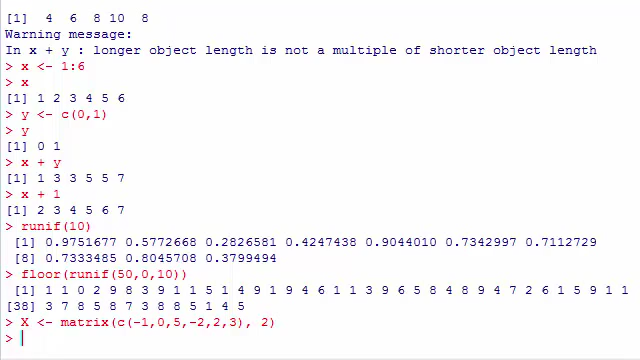 [1]  4  6  8 10  8
Warning message:
In x + y : longer object length is not a multiple of shorter object length
> x <- 1:6
> x
[1] 1 2 3 4 5 6
> y <- c(0,1)
> y
[1] 0 1
> x + y
[1] 1 3 3 5 5 7
> x + 1
[1] 2 3 4 5 6 7
> runif(10)
 [1] 0.9751677 0.5772668 0.2826581 0.4247438 0.9044010 0.7342997 0.7112729
 [8] 0.7333485 0.8045708 0.3799494
> floor(runif(50,0,10))
 [1] 1 1 0 2 9 8 3 9 1 1 5 1 4 9 1 9 4 6 1 1 3 9 6 5 8 4 8 9 4 7 2 6 1 5 9 1 1
[38] 3 7 8 5 8 7 3 8 8 5 1 4 5
> X <- matrix(c(-1,0,5,-2,2,3), 2)
>